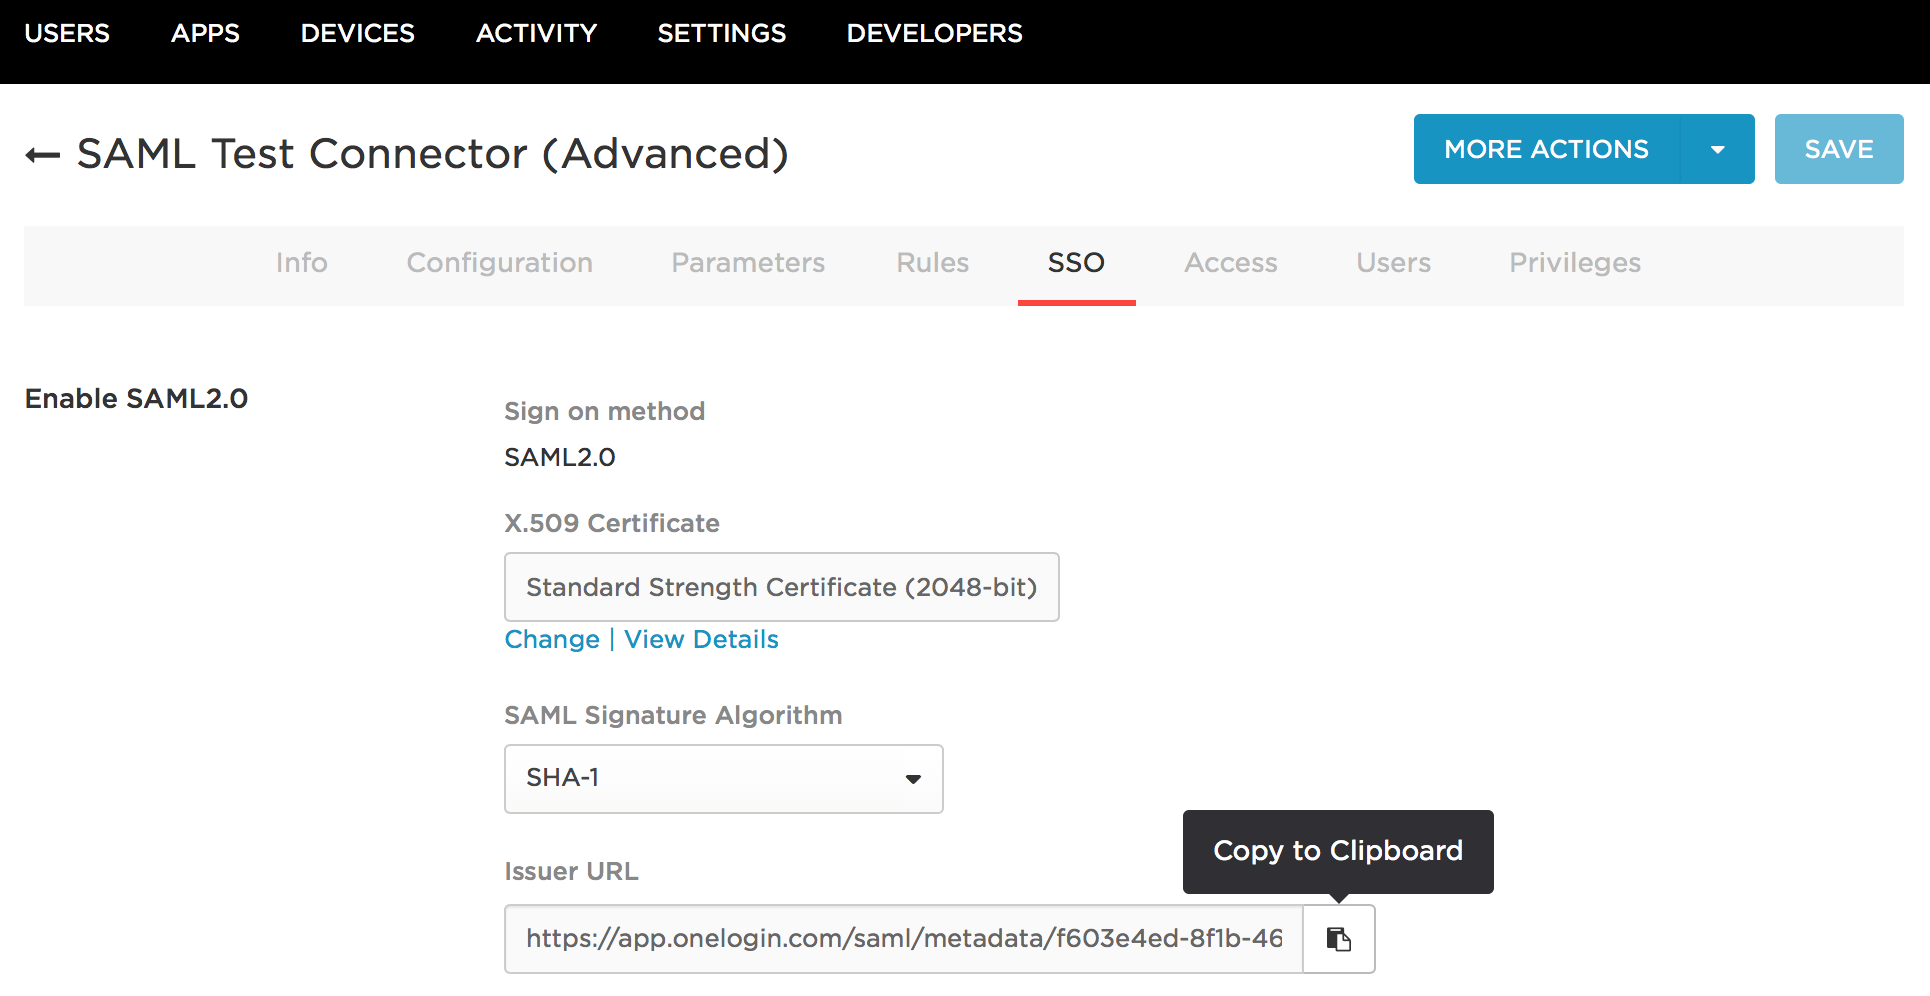 USERS APPS DEVICES ACTIVITY SETTINGS DEVELOPERS
SAML Test Connector (Advanced) MORE ACTIONS SAVE
Info Configuration Parameters Rules SSO Access Users Privileges
Enable SAML2.0
Sign on method
SAML2.0
X.509 Certificate
Standard Strength Certificate (2048-bit)
Change | View Details
SAML Signature Algorithm
SHA-1
Copy to Clipboard
Issuer URL
https://app.onelogin.com/saml/metadata/f603e4ed-8f1b-46